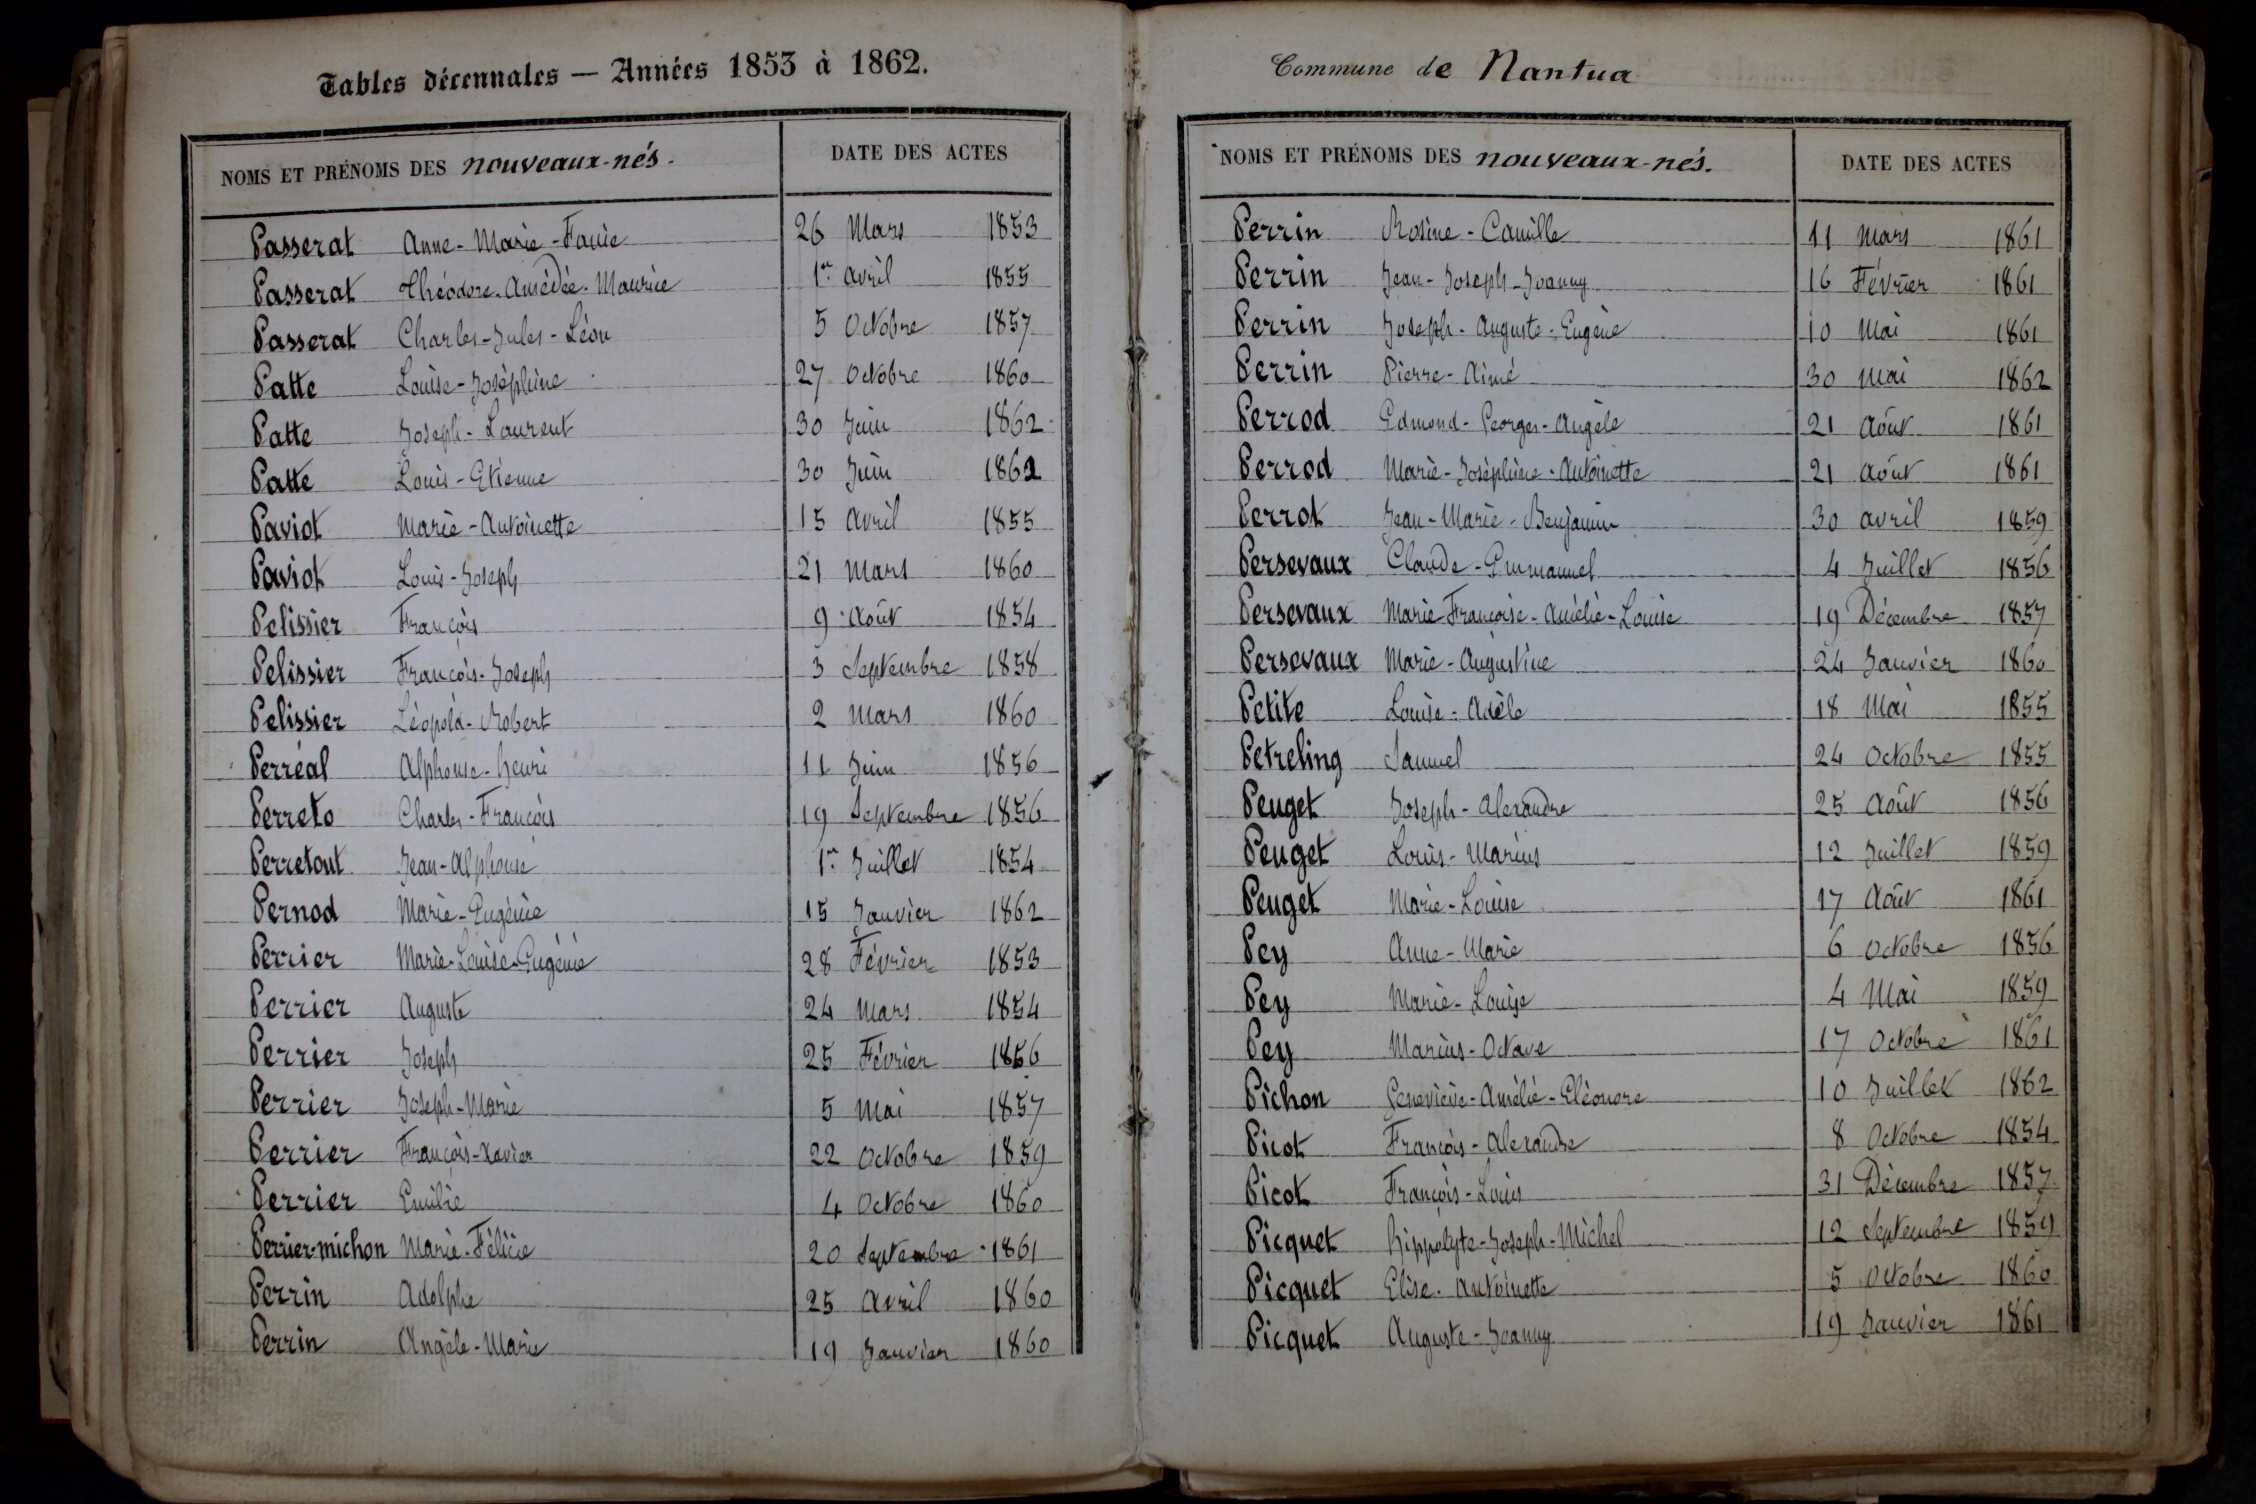 Tables décennales — Années 1853 à 1862.
NOMS ET PRÉNOMS DES nouveaux-nés. DATE DES ACTES
Passerat Anne-Marie-Fanie 26 Mars 1853
Passerat Théodore-Amédée-Maurice 1er avril 1855
Passerat Charles-Jules-Léon 5 Octobre 1857
Patte Louise-Joséphine 27 Octobre 1860
Patte Joseph-Laurent 30 Juin 1862
Patte Louis-Etienne 30 Juin 1862
Paviot Marie-Antoinette 15 avril 1855
Paviot Louis-Joseph 21 Mars 1860
Pelissier François 9 Août 1854
Pelissier François-Joseph 3 Septembre 1858
Pelissier Léopold-Robert 2 Mars 1860
Perréal Alphonse-henri 11 Juin 1856
Perreto Charles-François 19 Septembre 1856
Perretout Jean-Alphonse 1er Juillet 1854
Pernod Marie-Eugénie 15 Janvier 1862
Perrier Marie-Louise-Eugénie 28 Février 1853
Perrier Auguste 24 Mars 1854
Perrier Joseph 25 Février 1856
Perrier Joseph-Marie 5 Mai 1857
Perrier François-Xavier 22 Octobre 1859
Perrier Emilie 4 Octobre 1860
Perrier-michon Marie-Félicie 20 Septembre 1861
Perrin Adolphe 25 Avril 1860
Perrin Angèle-Marie 19 Janvier 1860
Commune de Nantua
NOMS ET PRÉNOMS DES nouveaux-nés. DATE DES ACTES
Perrin Rosine-Camille 11 Mars 1861
Perrin Jean-Joseph-Joanny 16 Février 1861
Perrin Joseph-Auguste-Eugène 10 Mai 1861
Perrin Pierre-Aimé 30 Mai 1862
Perrod Edmond-Georges-Angèle 21 Août 1861
Perrod Marie-Joséphine-Antoinette 21 Août 1861
Perrot Jean-Marie-Benjamin 30 avril 1859
Persevaux Claude-Emmanuel 4 Juillet 1856
Persevaux Marie-Françoise-Amélie-Louise 19 Décembre 1857
Persevaux Marie-Augustine 24 Janvier 1860
Petite Louise-Adèle 18 Mai 1855
Petreling Samuel 24 Octobre 1855
Peuget Joseph-Alexandre 25 Août 1856
Peuget Louis-Marius 12 Juillet 1859
Peuget Marie-Louise 17 Août 1861
Pey Anne-Marie 6 Octobre 1856
Pey Marie-Louise 4 Mai 1859
Pey Marius-Octave 17 Octobre 1861
Pichon Geneviève-Amélie-Eléonore 10 Juillet 1862
Picot François-Alexandre 8 Octobre 1854
Picot François-Louis 31 Décembre 1857
Picquet hippolyte-Joseph-Michel 12 Septembre 1859
Picquet Elise-Antoinette 5 Octobre 1860
Picquet Auguste-Joanny 19 Janvier 1861